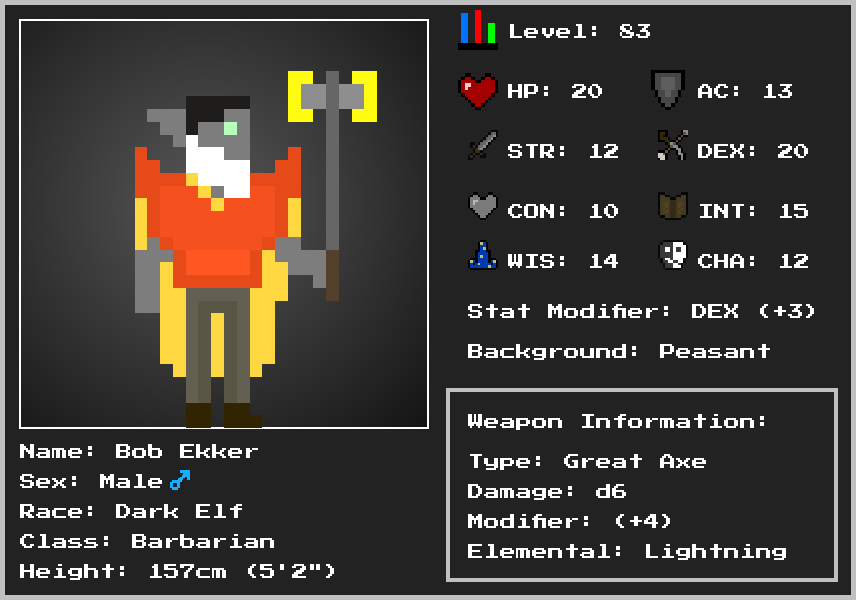 Level: 83
HP: 20 AC: 13
STR: 12 DEX: 20
CON: 10 INT: 15
WIS: 14 CHA: 12
Stat Modifier: DEX (+3)
Background: Peasant
Weapon Information:
Type: Great Axe
Damage: d6
Modifier: (+4)
Elemental: Lightning
Name: Bob Ekker
Sex: Male ♂
Race: Dark Elf
Class: Barbarian
Height: 157cm (5'2")